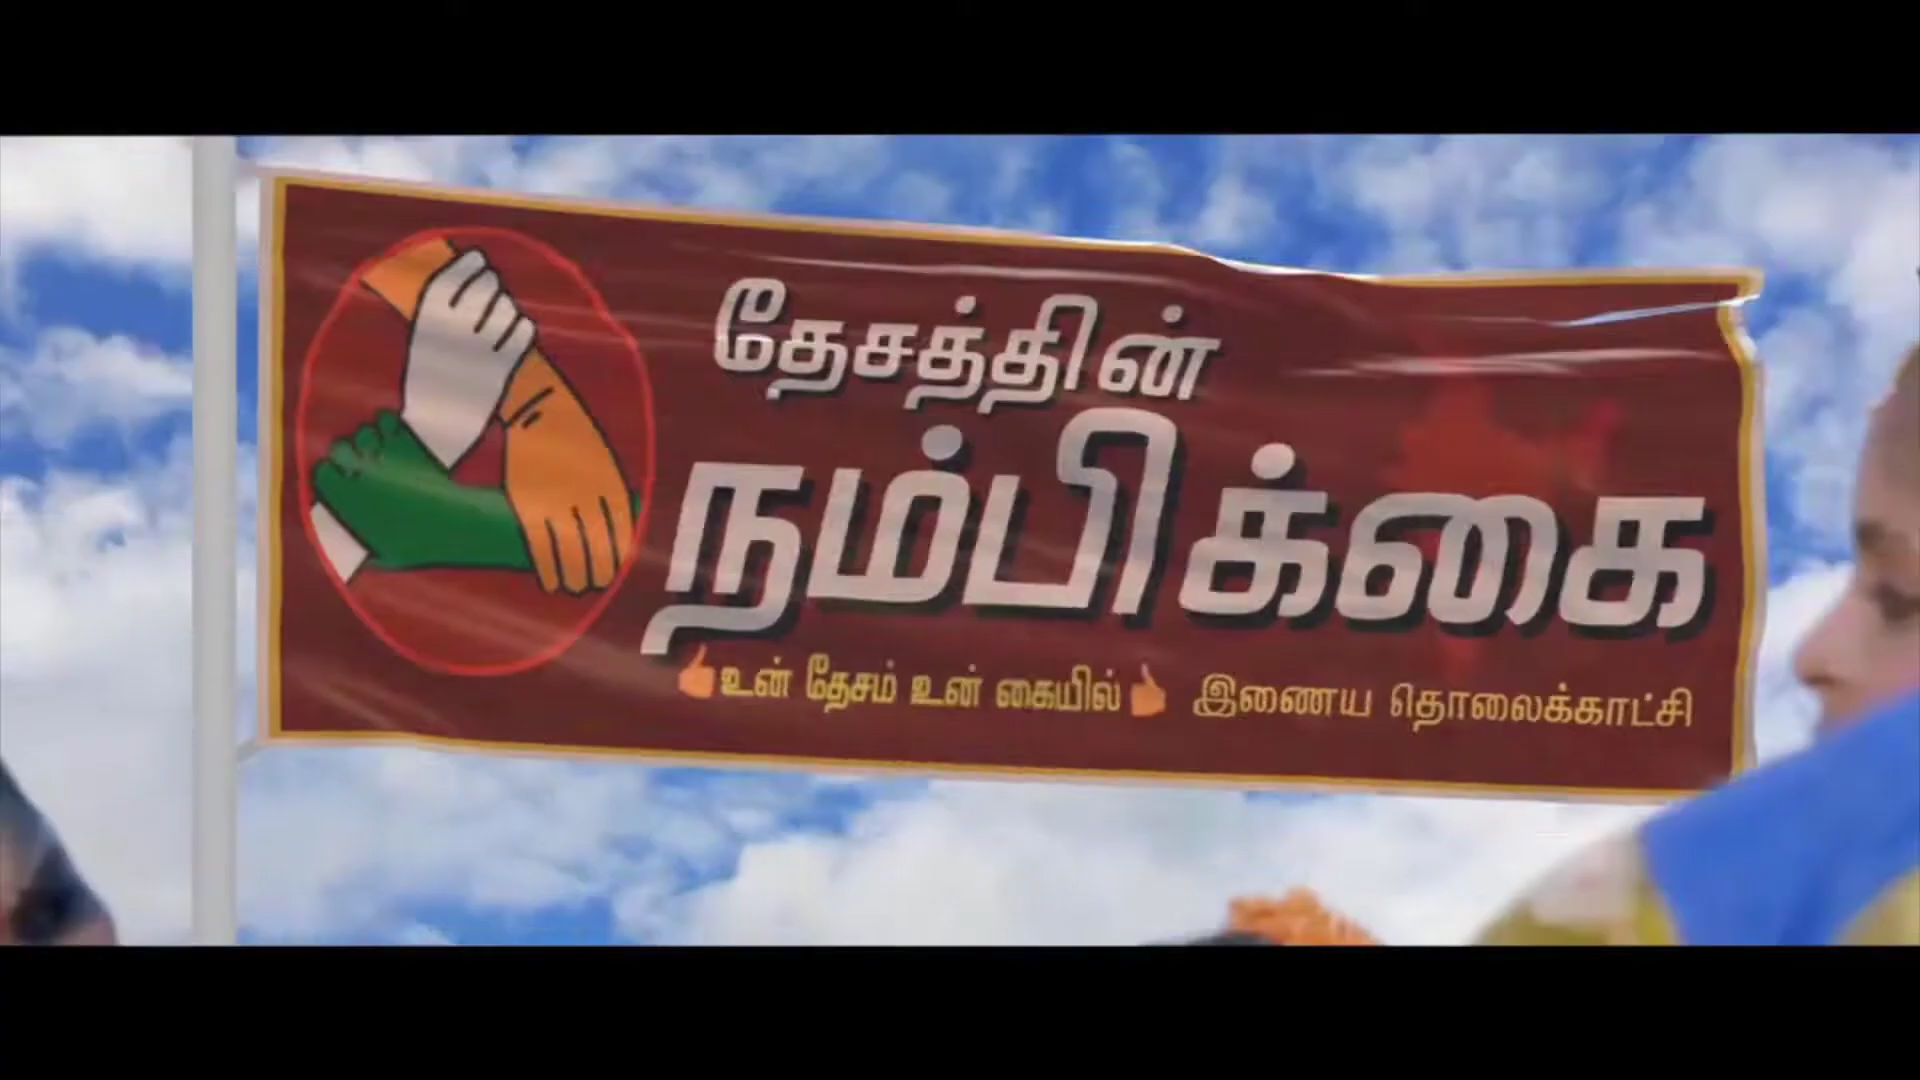 தேசத்தின்
நம்பிக்கை
உன் தேசம் உன் கையில் இணைய தொலைக்காட்சி